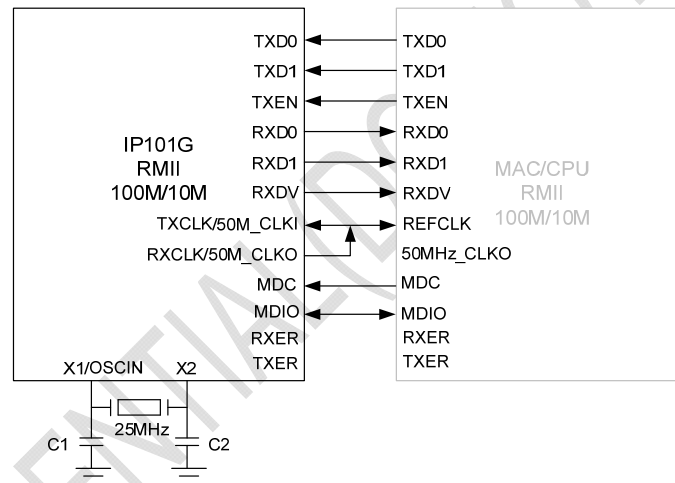 TXD0 TXD0
TXD1 TXD1
TXEN TXEN
RXD0 RXD0
IP101G
RMII
100M/10M
RXD1 RXD1
MAC/CPU
RMII
100M/10M
RXDV RXDV
TXCLK/50M_CLKI REFCLK
RXCLK/50M_CLKO 50MHz_CLKO
MDC MDC
MDIO MDIO
RXER RXER
TXER TXER
X1/OSCIN X2
25MHz
C1 C2
ENTIAL(DO